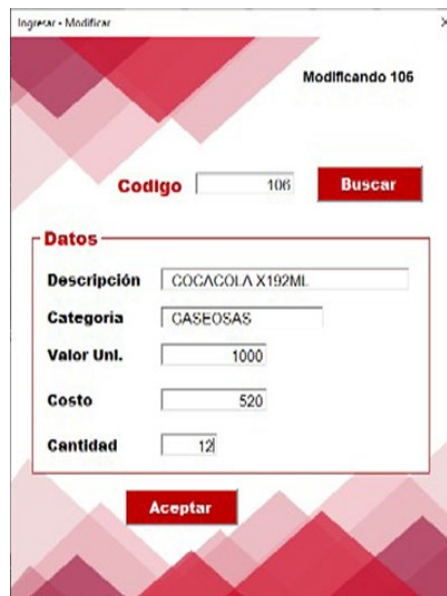 Ingresar - Modificar
Modificando 106
Codigo 106 Buscar
Datos
Descripción COCACOLA X192ML
Categoria GASEOSAS
Valor Uni. 1000
Costo 520
Cantidad 12
Aceptar